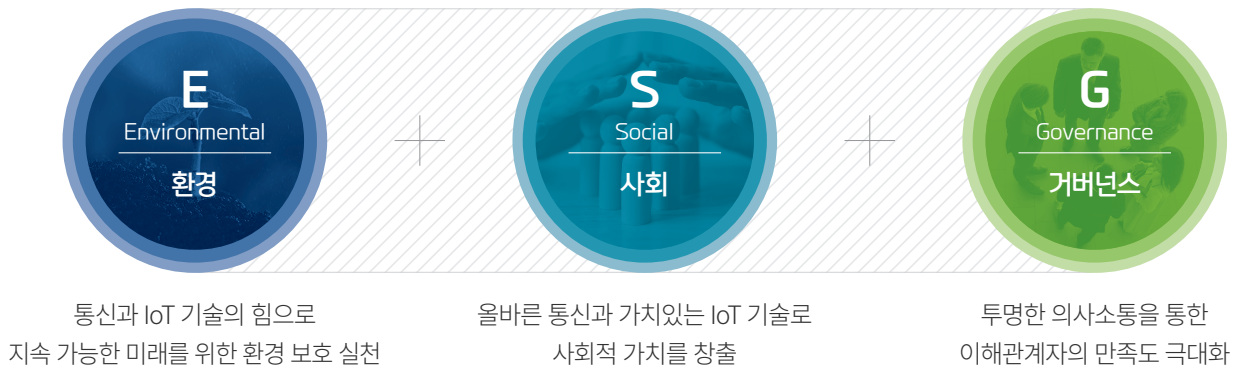 E
Environmental
환경
S
Social
사회
G
Governance
거버넌스
통신과 IoT 기술의 힘으로
지속 가능한 미래를 위한 환경 보호 실천
올바른 통신과 가치있는 IoT 기술로
사회적 가치를 창출
투명한 의사소통을 통한
이해관계자의 만족도 극대화